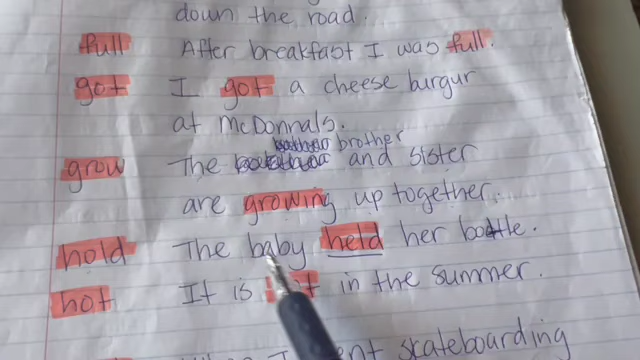 down the road.
full After breakfast I was full.
got I got a cheese burgur
at McDonnals.
brother
grow The and sister
are growing up together.
hold The baby held her bottle.
hot It is in the summer.
skateboarding